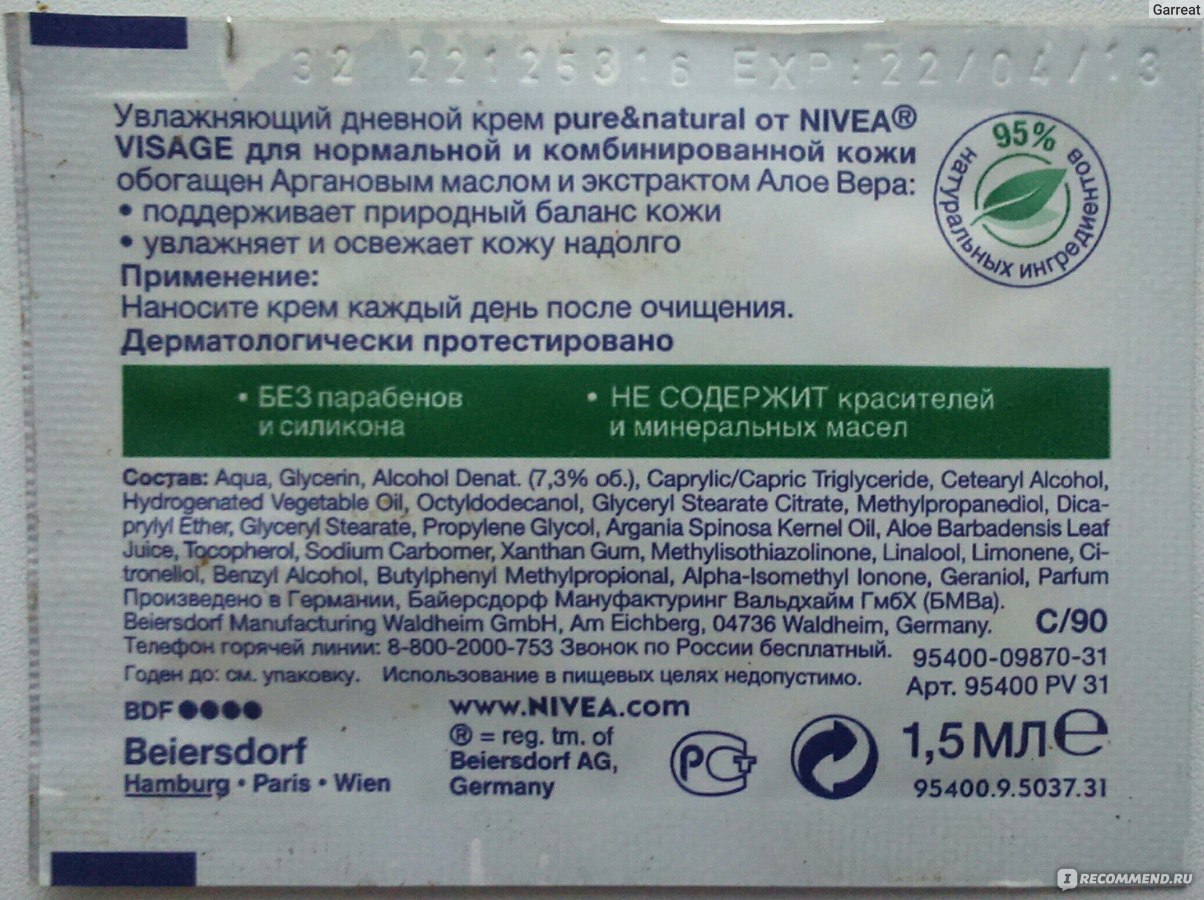 Garreat
32 22125316 EXP:22/04/13
Увлажняющий дневной крем pure&natural от NIVEA®
VISAGE для нормальной и комбинированной кожи
обогащен Аргановым маслом и экстрактом Алое Вера:
• поддерживает природный баланс кожи
• увлажняет и освежает кожу надолго
Применение:
Наносите крем каждый день после очищения.
Дерматологически протестировано
95%
натуральных ингредиентов
• БЕЗ парабенов
и силикона
• НЕ СОДЕРЖИТ красителей
и минеральных масел
Состав: Aqua, Glycerin, Alcohol Denat. (7,3% об.), Caprylic/Capric Triglyceride, Cetearyl Alcohol,
Hydrogenated Vegetable Oil, Octyldodecanol, Glyceryl Stearate Citrate, Methylpropanediol, Dica-
prylyl Ether, Glyceryl Stearate, Propylene Glycol, Argania Spinosa Kernel Oil, Aloe Barbadensis Leaf
Juice, Tocopherol, Sodium Carbomer, Xanthan Gum, Methylisothiazolinone, Linalool, Limonene, Ci-
tronellol, Benzyl Alcohol, Butylphenyl Methylpropional, Alpha-Isomethyl Ionone, Geraniol, Parfum
Произведено в Германии, Байерсдорф Мануфактуринг Вальдхайм ГмбХ (БМВа).
Beiersdorf Manufacturing Waldheim GmbH, Am Eichberg, 04736 Waldheim, Germany. C/90
Телефон горячей линии: 8-800-2000-753 Звонок по России бесплатный.
95400-09870-31
Годен до: см. упаковку. Использование в пищевых целях недопустимо.
Арт. 95400 PV 31
BDF ●●●●
Beiersdorf
Hamburg • Paris • Wien
www.NIVEA.com
® = reg. tm. of
Beiersdorf AG,
Germany
РСТ
1,5 МЛ ℮
95400.9.5037.31
IRECOMMEND.RU